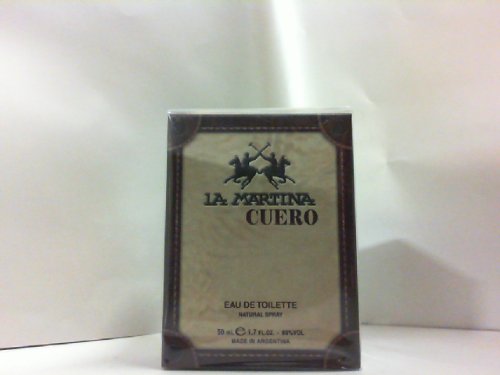 LA MARTINA
CUERO
EAU DE TOILETTE
NATURAL SPRAY
50 mL e 1.7 FL.OZ. - 80%VOL
MADE IN ARGENTINA